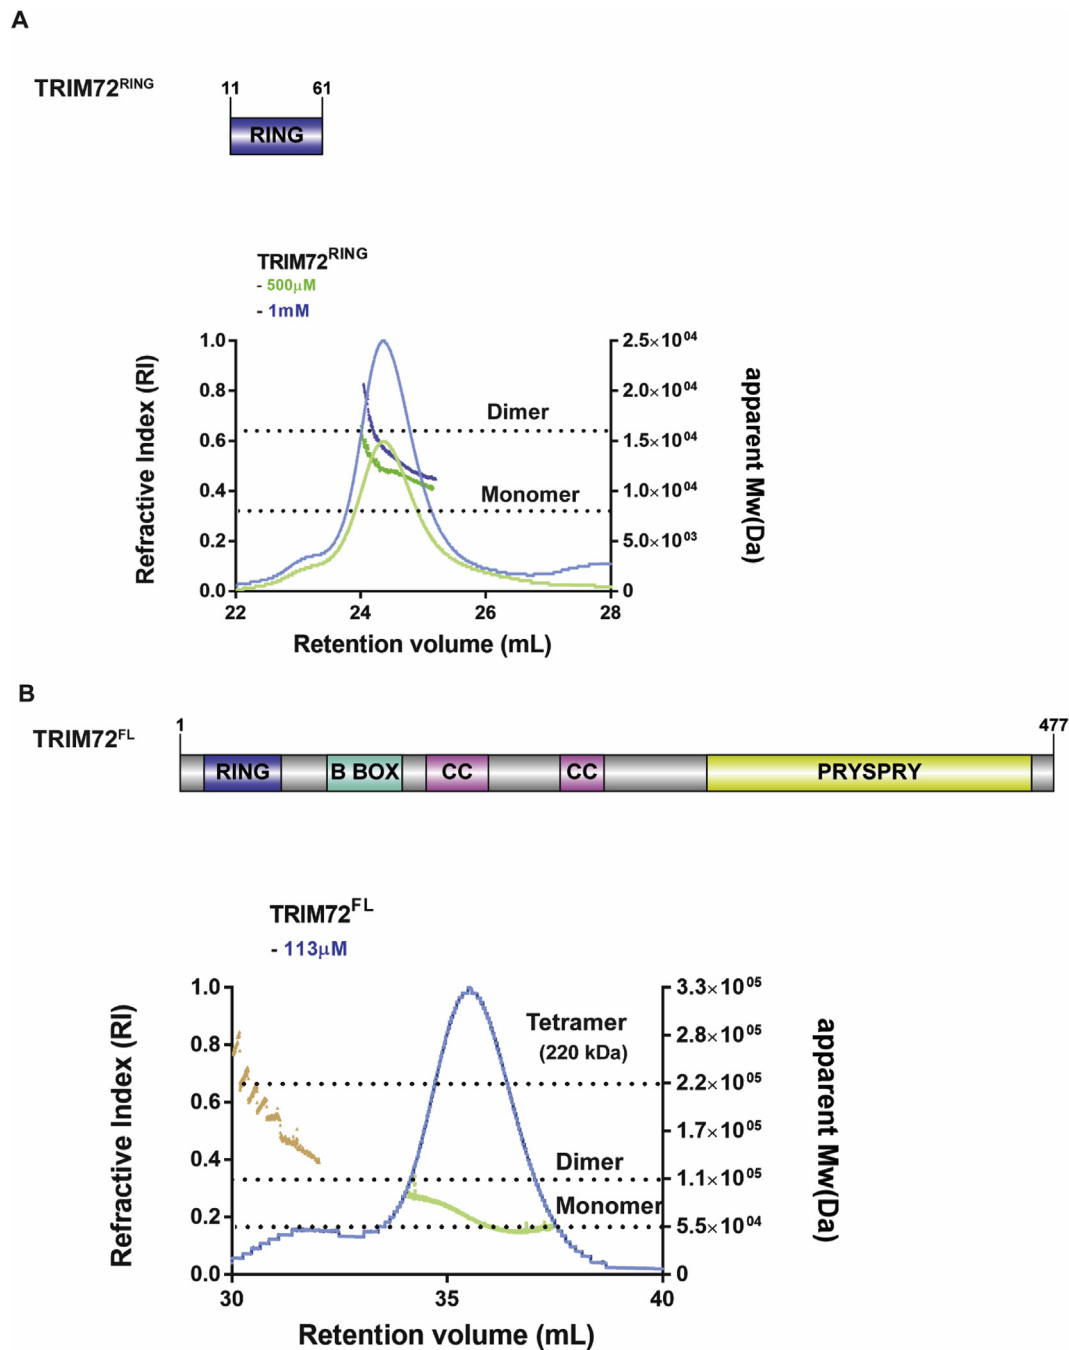 A
TRIM72RING
11 61
RING
TRIM72RING
- 500μM
- 1mM
1.0 2.5×10⁰⁴
0.8 2.0×10⁰⁴
Dimer
0.6 1.5×10⁰⁴
Monomer
0.4 1.0×10⁰⁴
0.2 5.0×10⁰³
0.0 0
22 24 26 28
Refractive Index (RI)
apparent Mw(Da)
Retention volume (mL)
B
1 477
TRIM72FL
RING B BOX CC CC PRYSPRY
TRIM72FL
- 113μM
1.0 3.3×10⁰⁵
Tetramer
(220 kDa)
0.8 2.8×10⁰⁵
2.2×10⁰⁵
0.6 1.7×10⁰⁵
0.4 Dimer
1.1×10⁰⁵
Monomer
0.2 5.5×10⁰⁴
0.0 0
30 35 40
Refractive Index (RI)
apparent Mw(Da)
Retention volume (mL)